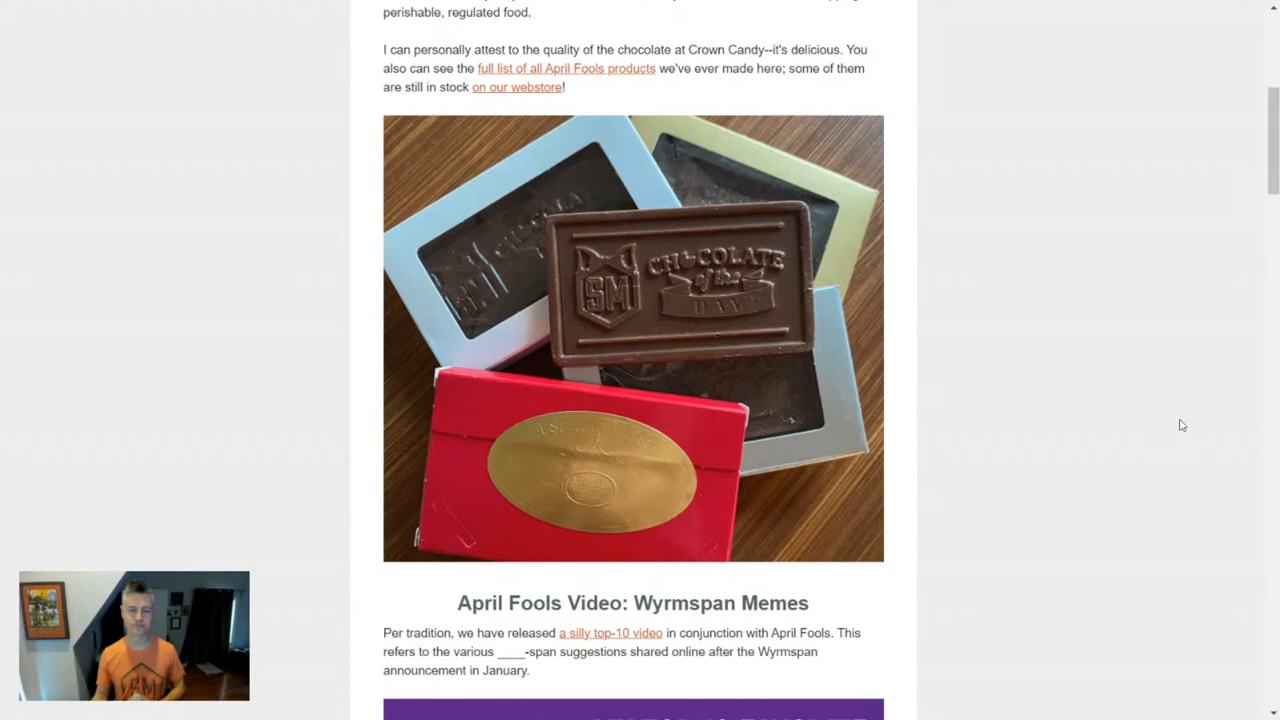 perishable, regulated food.
I can personally attest to the quality of the chocolate at Crown Candy--it's delicious. You
also can see the full list of all April Fools products we've ever made here; some of them
are still in stock on our webstore!
CHOCOLA
SM
CHOCOLATE
of the
DAY
SM
April Fools Video: Wyrmspan Memes
Per tradition, we have released a silly top-10 video in conjunction with April Fools. This
refers to the various ____-span suggestions shared online after the Wyrmspan
announcement in January.
SM